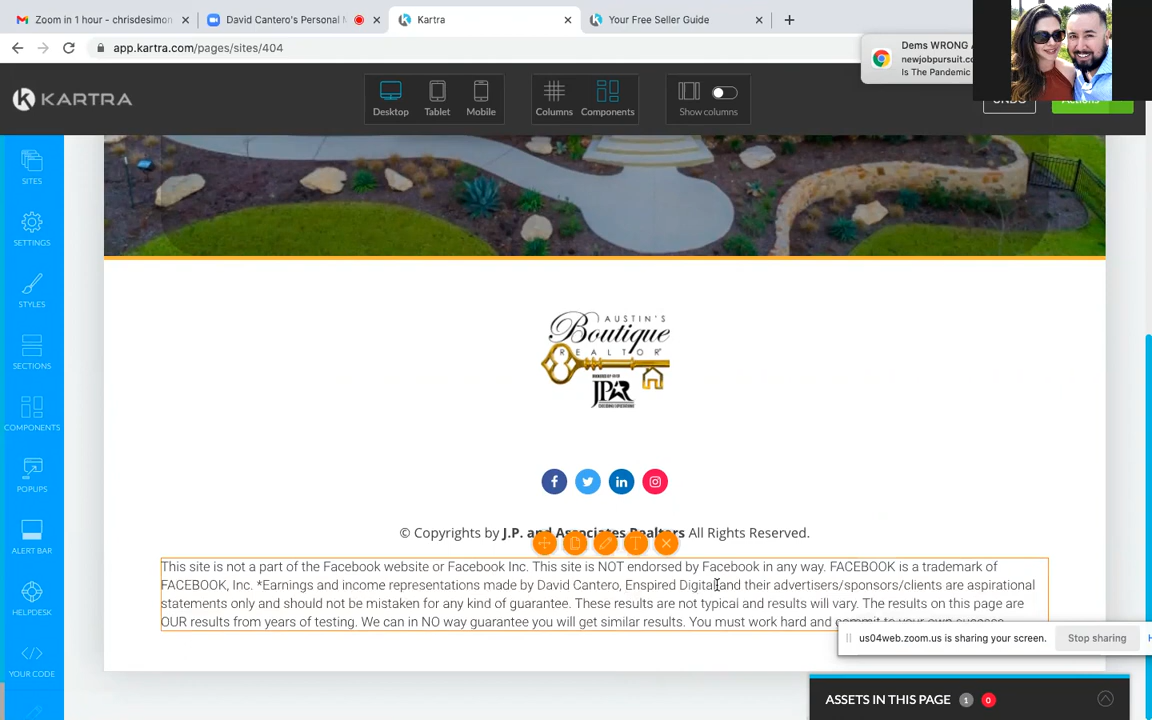 Zoom in 1 hour - chrisdesimon
David Cantero's Personal
Kartra
Your Free Seller Guide
app.kartra.com/pages/sites/404
Dems WRONG
newjobpursuit.co
Is The Pandemic
KARTRA
Desktop
Tablet
Mobile
Columns
Components
Show columns
UNDO
Actions
SITES
SETTINGS
STYLES
SECTIONS
COMPONENTS
POPUPS
ALERT BAR
HELPDESK
YOUR CODE
AUSTIN'S
Boutique
REALTOR
JPAR
© Copyrights by J.P. and Associates Realtors All Rights Reserved.
This site is not a part of the Facebook website or Facebook Inc. This site is NOT endorsed by Facebook in any way. FACEBOOK is a trademark of
FACEBOOK, Inc. *Earnings and income representations made by David Cantero, Enspired Digital and their advertisers/sponsors/clients are aspirational
statements only and should not be mistaken for any kind of guarantee. These results are not typical and results will vary. The results on this page are
OUR results from years of testing. We can in NO way guarantee you will get similar results. You must work hard and commit to your own success
us04web.zoom.us is sharing your screen.
Stop sharing
ASSETS IN THIS PAGE 1 0